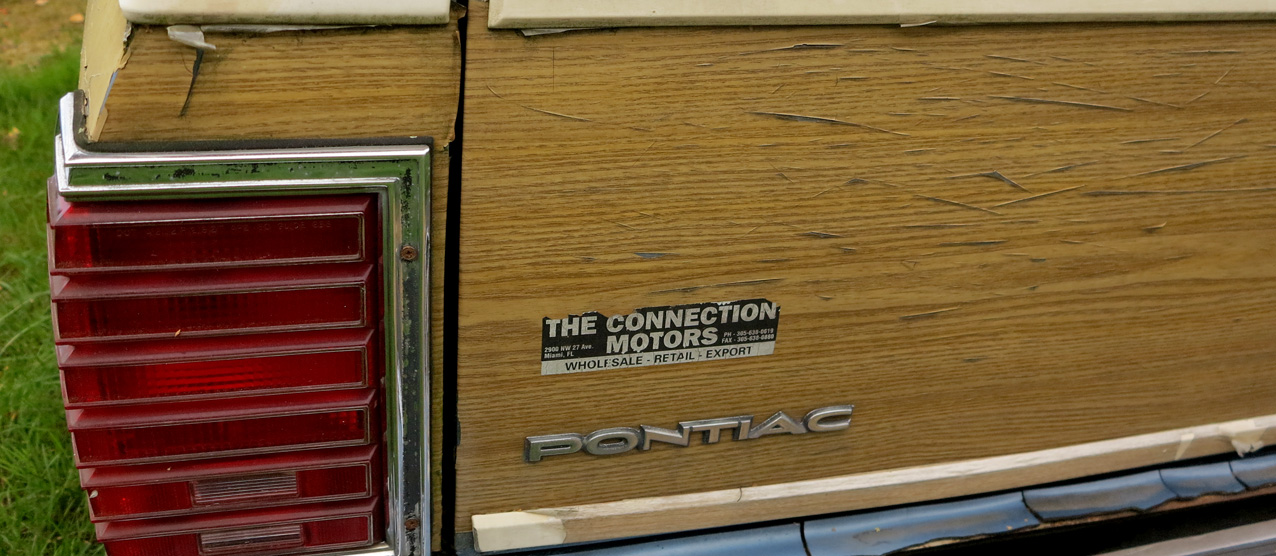 THE CONNECTION
MOTORS
2900 NW 27 Ave.
Miami, FL
PH - 305-638-0619
FAX - 305-638-8888
WHOLESALE - RETAIL - EXPORT
PONTIAC